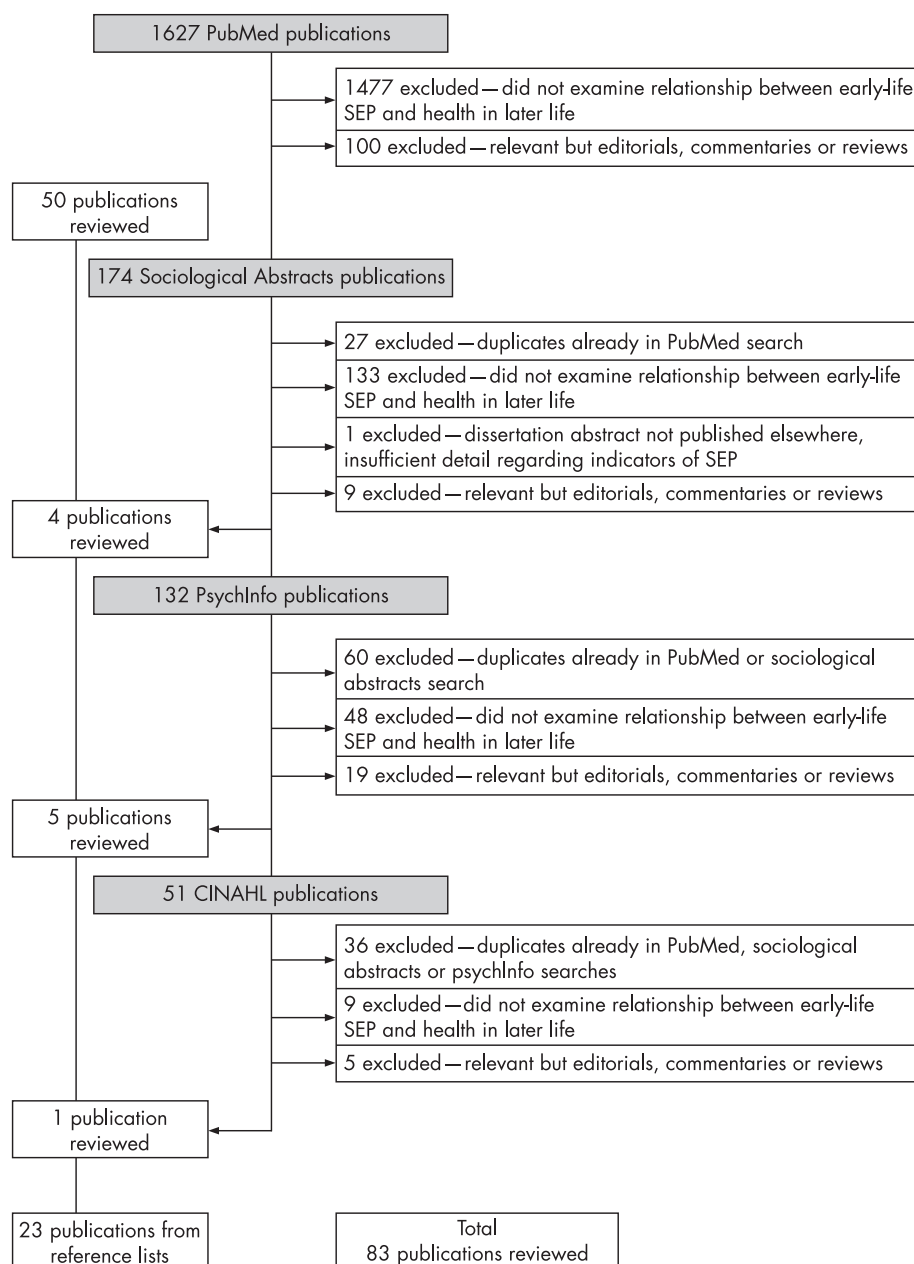 1627 PubMed publications
1477 excluded — did not examine relationship between early-life
SEP and health in later life
100 excluded — relevant but editorials, commentaries or reviews
50 publications
reviewed
174 Sociological Abstracts publications
27 excluded — duplicates already in PubMed search
133 excluded — did not examine relationship between early-life
SEP and health in later life
1 excluded — dissertation abstract not published elsewhere,
insufficient detail regarding indicators of SEP
9 excluded — relevant but editorials, commentaries or reviews
4 publications
reviewed
132 PsychInfo publications
60 excluded — duplicates already in PubMed or sociological
abstracts search
48 excluded — did not examine relationship between early-life
SEP and health in later life
19 excluded — relevant but editorials, commentaries or reviews
5 publications
reviewed
51 CINAHL publications
36 excluded — duplicates already in PubMed, sociological
abstracts or psychInfo searches
9 excluded — did not examine relationship between early-life
SEP and health in later life
5 excluded — relevant but editorials, commentaries or reviews
1 publication
reviewed
23 publications from
reference lists
Total
83 publications reviewed